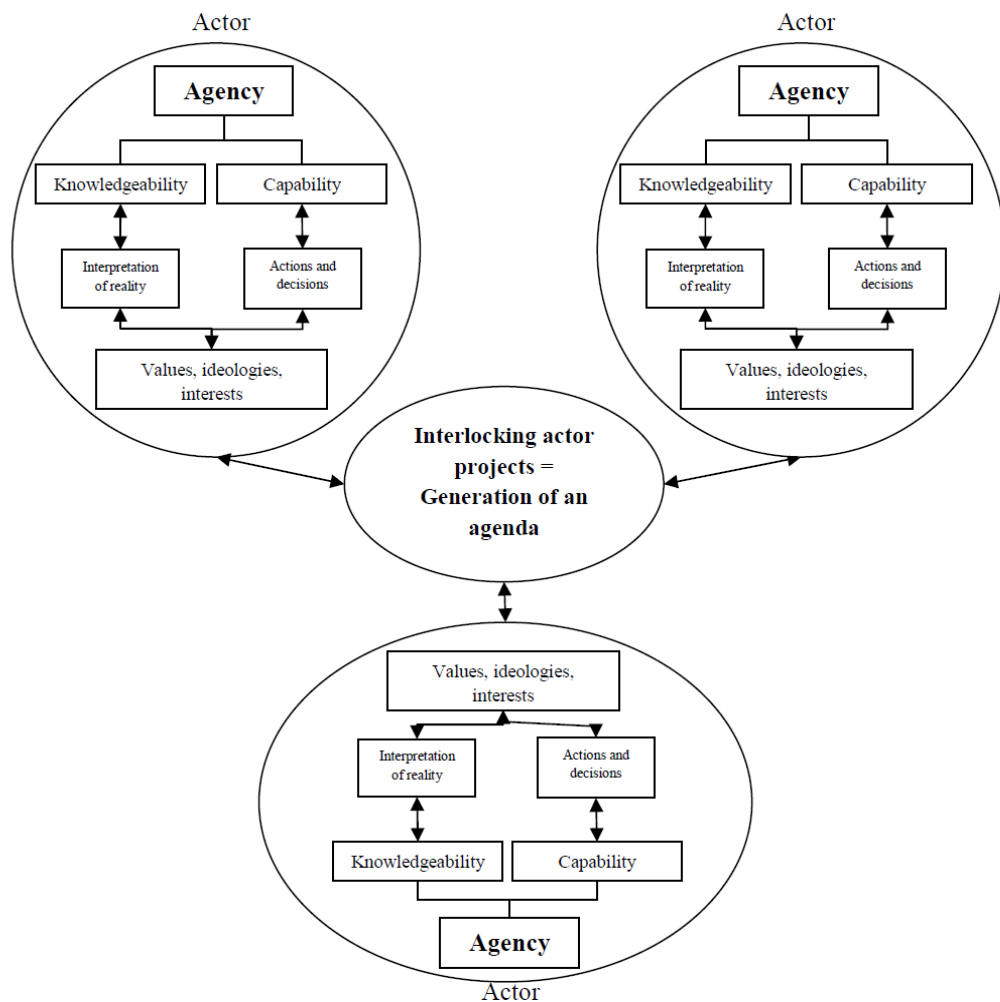 Actor
Agency
Knowledgeability
Capability
Interpretation
of reality
Actions and
decisions
Values, ideologies,
interests
Actor
Agency
Knowledgeability
Capability
Interpretation
of reality
Actions and
decisions
Values, ideologies,
interests
Interlocking actor
projects =
Generation of an
agenda
Values, ideologies,
interests
Interpretation
of reality
Actions and
decisions
Knowledgeability
Capability
Agency
Actor